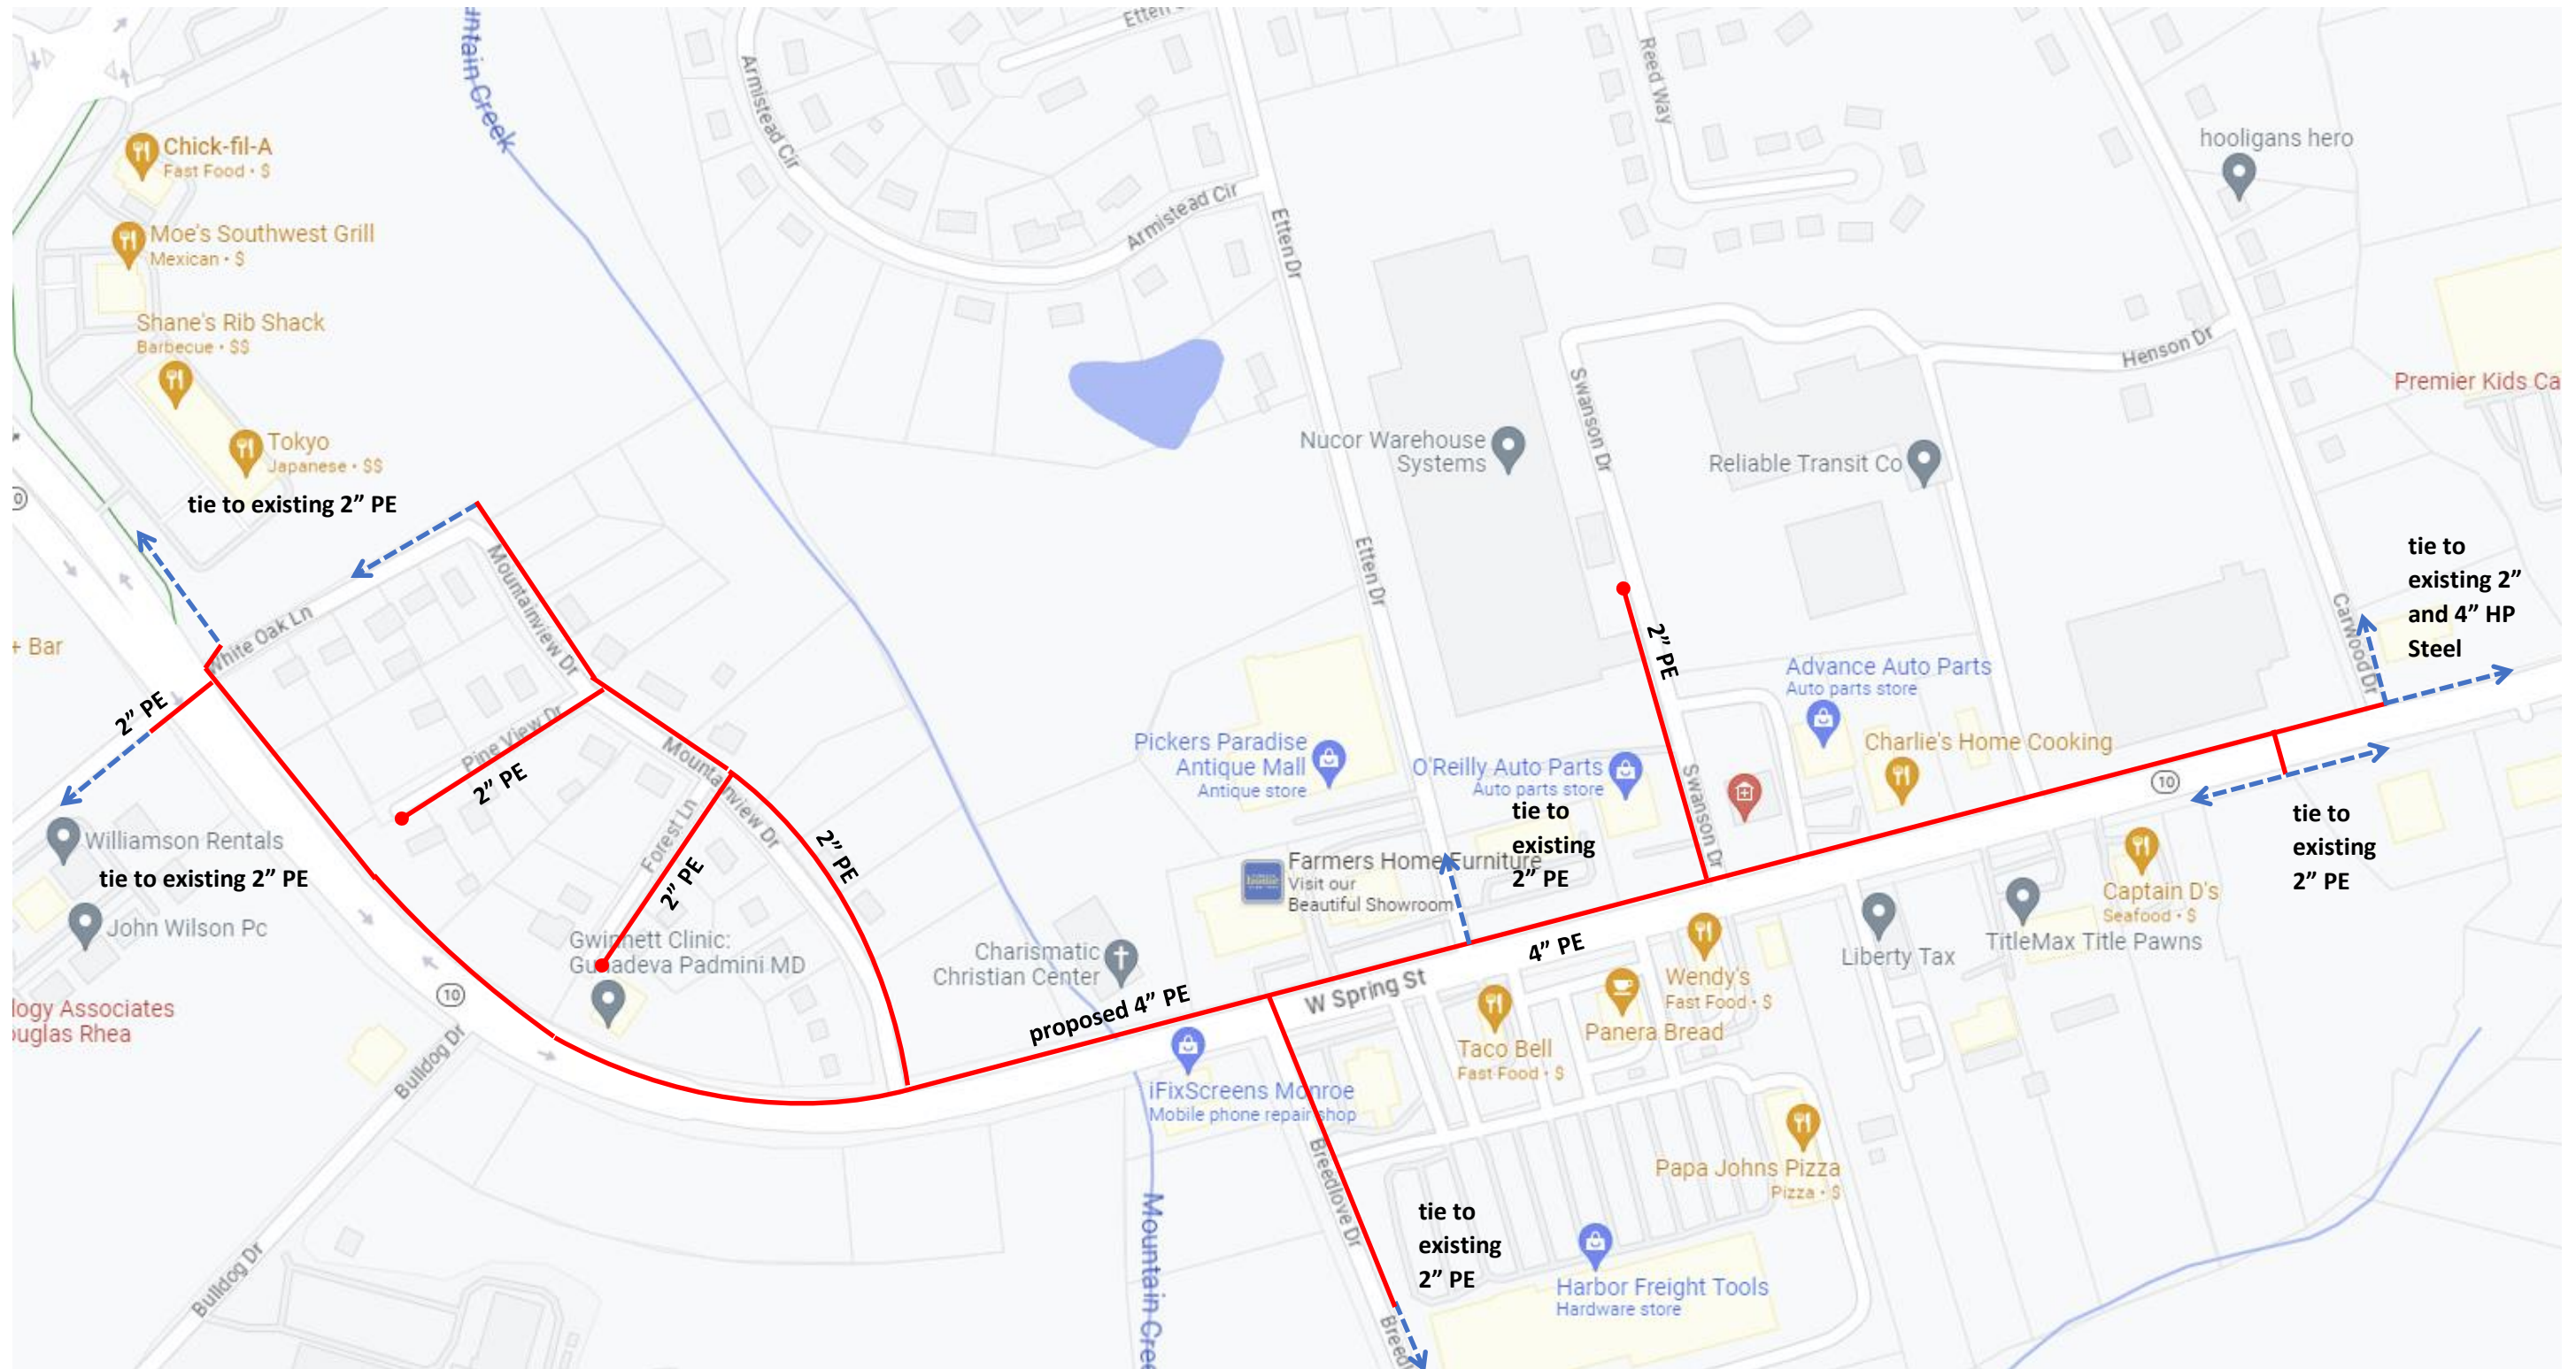 Etten
Armistead Cir
Reed Way
Mountain Creek
Chick-fil-A
Fast Food • $
hooligans hero
Moe's Southwest Grill
Mexican • $
Armistead Cir
Etten Dr
Shane's Rib Shack
Barbecue • $$
Henson Dr
Premier Kids Ca
Swanson Dr
Tokyo
Japanese • $$
Nucor Warehouse
Systems
Reliable Transit Co
tie to existing 2” PE
tie to
existing 2”
and 4” HP
Steel
Etten Dr
Mountainview Dr
White Oak Ln
+ Bar
2” PE
Carwood Dr
Advance Auto Parts
Auto parts store
2” PE
Pine View Dr
2” PE
Mountainview Dr
Pickers Paradise
Antique Mall
Antique store
O'Reilly Auto Parts
Auto parts store
Charlie's Home Cooking
10
Swanson Dr
tie to
existing
2” PE
tie to
existing
2” PE
Williamson Rentals
tie to existing 2” PE
Forest Ln
2” PE
2” PE
Farmers Home Furniture
Visit our
Beautiful Showroom
Captain D's
Seafood • $
John Wilson Pc
Gwinnett Clinic:
Gunadeva Padmini MD
Charismatic
Christian Center
4” PE
Wendy's
Fast Food • $
Liberty Tax
TitleMax Title Pawns
10
proposed 4” PE
W Spring St
Panera Bread
logy Associates
ouglas Rhea
Taco Bell
Fast Food • $
Bulldog Dr
iFixScreens Monroe
Mobile phone repair shop
Papa Johns Pizza
Pizza • $
Breedlove Dr
tie to
existing
2” PE
Mountain Cree
Bulldog Dr
Harbor Freight Tools
Hardware store
Breed